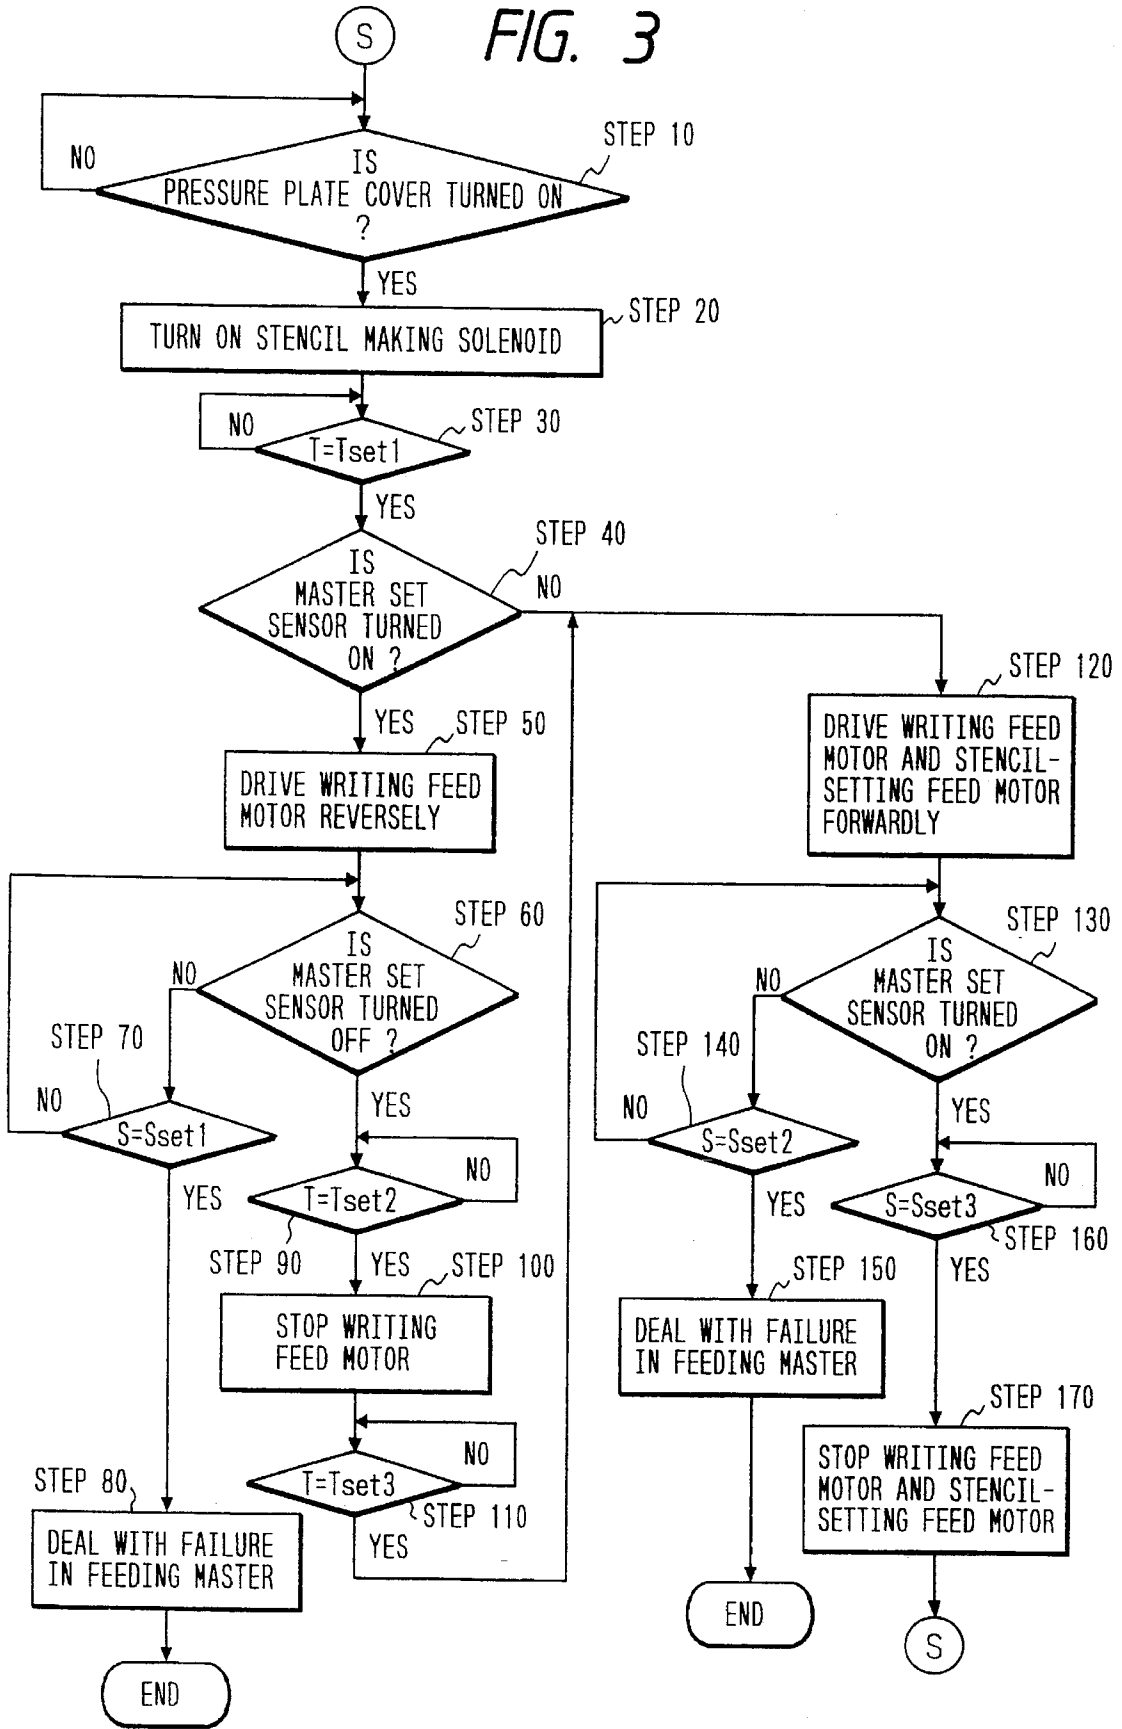 S
FIG. 3
STEP 10
NO
IS
PRESSURE PLATE COVER TURNED ON
?
YES
STEP 20
TURN ON STENCIL MAKING SOLENOID
STEP 30
NO
T=Tset1
YES
STEP 40
IS
MASTER SET
SENSOR TURNED
ON ?
NO
YES
STEP 50
DRIVE WRITING FEED
MOTOR REVERSELY
STEP 60
IS
MASTER SET
SENSOR TURNED
OFF ?
NO
STEP 70
NO
S=Sset1
YES
YES
NO
T=Tset2
STEP 90
YES
STEP 100
STOP WRITING
FEED MOTOR
NO
T=Tset3
STEP 110
YES
STEP 80
DEAL WITH FAILURE
IN FEEDING MASTER
END
STEP 120
DRIVE WRITING FEED
MOTOR AND STENCIL-
SETTING FEED MOTOR
FORWARDLY
STEP 130
IS
MASTER SET
SENSOR TURNED
ON ?
NO
STEP 140
NO
S=Sset2
YES
YES
NO
S=Sset3
STEP 160
YES
STEP 150
DEAL WITH FAILURE
IN FEEDING MASTER
END
STEP 170
STOP WRITING FEED
MOTOR AND STENCIL-
SETTING FEED MOTOR
S